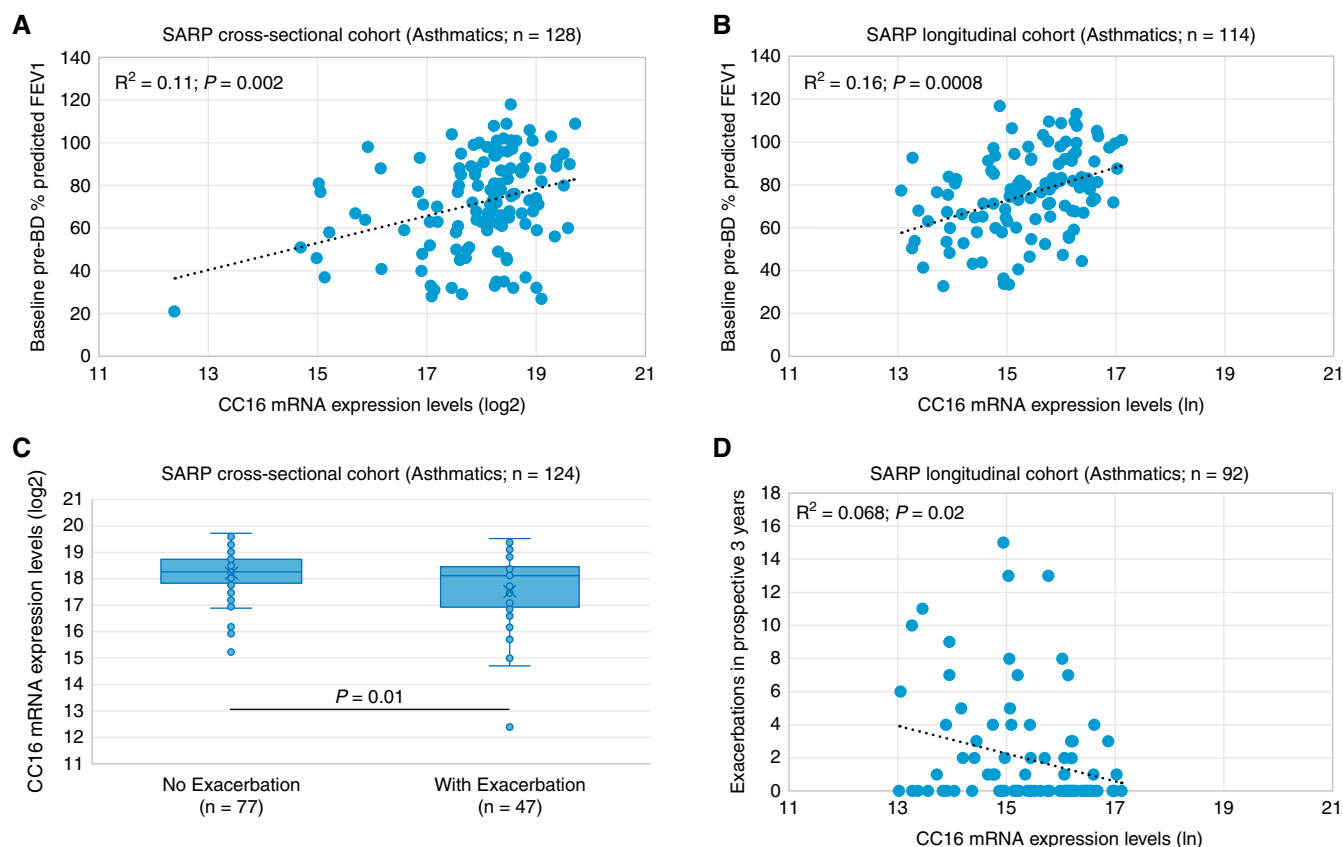 A
SARP cross-sectional cohort (Asthmatics; n = 128)
R² = 0.11; P = 0.002
Baseline pre-BD % predicted FEV1
140
120
100
80
60
40
20
0
11 13 15 17 19 21
CC16 mRNA expression levels (log2)
B
SARP longitudinal cohort (Asthmatics; n = 114)
R² = 0.16; P = 0.0008
Baseline pre-BD % predicted FEV1
140
120
100
80
60
40
20
0
11 13 15 17 19 21
CC16 mRNA expression levels (ln)
C
SARP cross-sectional cohort (Asthmatics; n = 124)
CC16 mRNA expression levels (log2)
21
20
19
18
17
16
15
14
13
12
11
P = 0.01
No Exacerbation With Exacerbation
(n = 77) (n = 47)
D
SARP longitudinal cohort (Asthmatics; n = 92)
R² = 0.068; P = 0.02
Exacerbations in prospective 3 years
18
16
14
12
10
8
6
4
2
0
11 13 15 17 19 21
CC16 mRNA expression levels (ln)